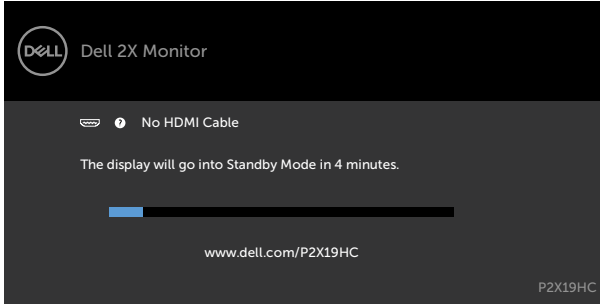 DELL
Dell 2X Monitor
? No HDMI Cable
The display will go into Standby Mode in 4 minutes.
www.dell.com/P2X19HC
P2X19HC